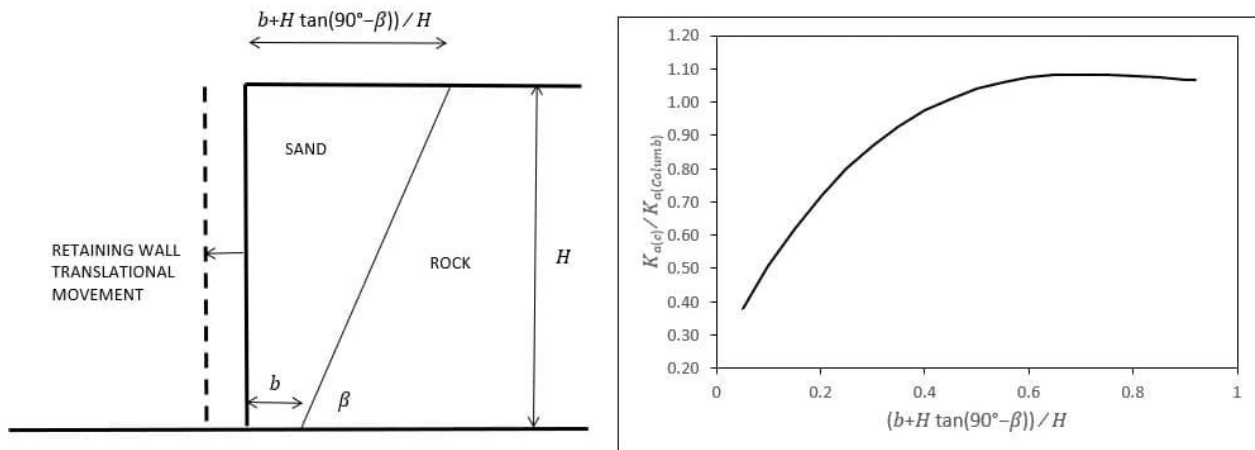 b+H tan(90°−β)) / H
SAND
RETAINING WALL
TRANSLATIONAL
MOVEMENT
ROCK
H
b
β
1.20
1.10
1.00
0.90
0.80
0.70
0.60
0.50
0.40
0.30
0.20
K a(c) / K a(Columb)
0
0.2
0.4
0.6
0.8
1
(b+H tan(90°−β)) / H